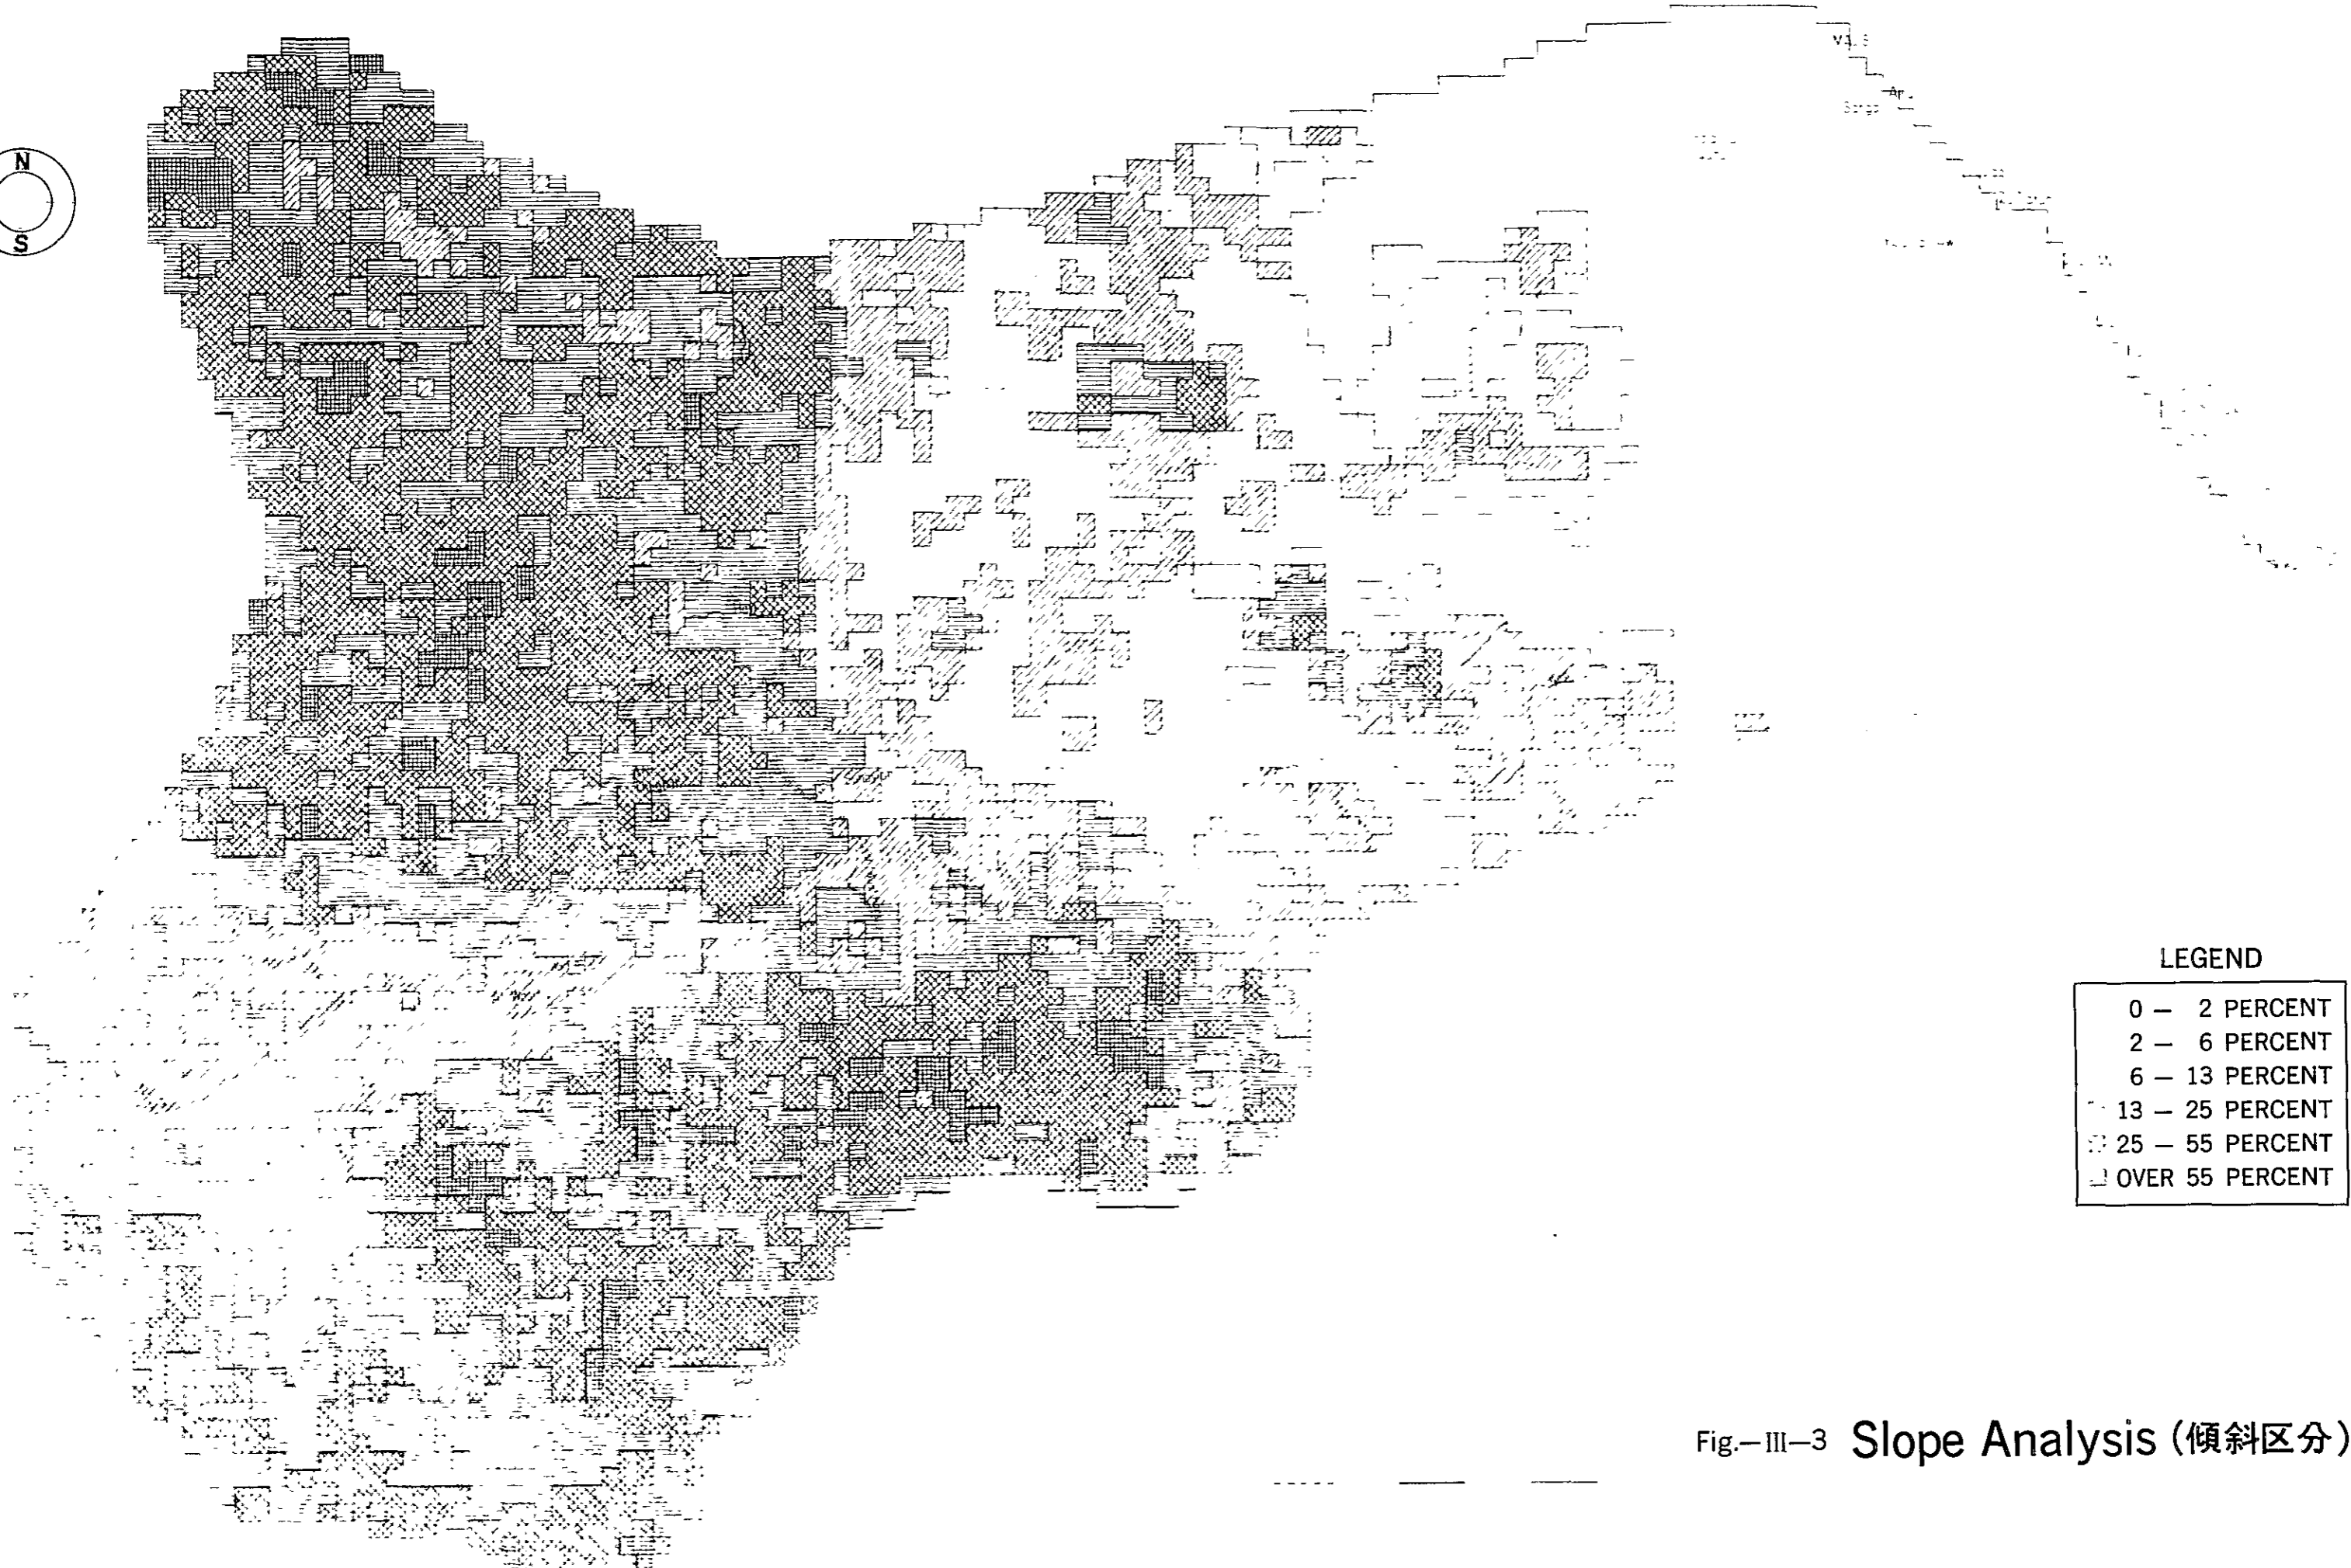 N
S
LEGEND
0 — 2 PERCENT
2 — 6 PERCENT
6 — 13 PERCENT
13 — 25 PERCENT
25 — 55 PERCENT
OVER 55 PERCENT
Fig.—III—3 Slope Analysis (傾斜区分)